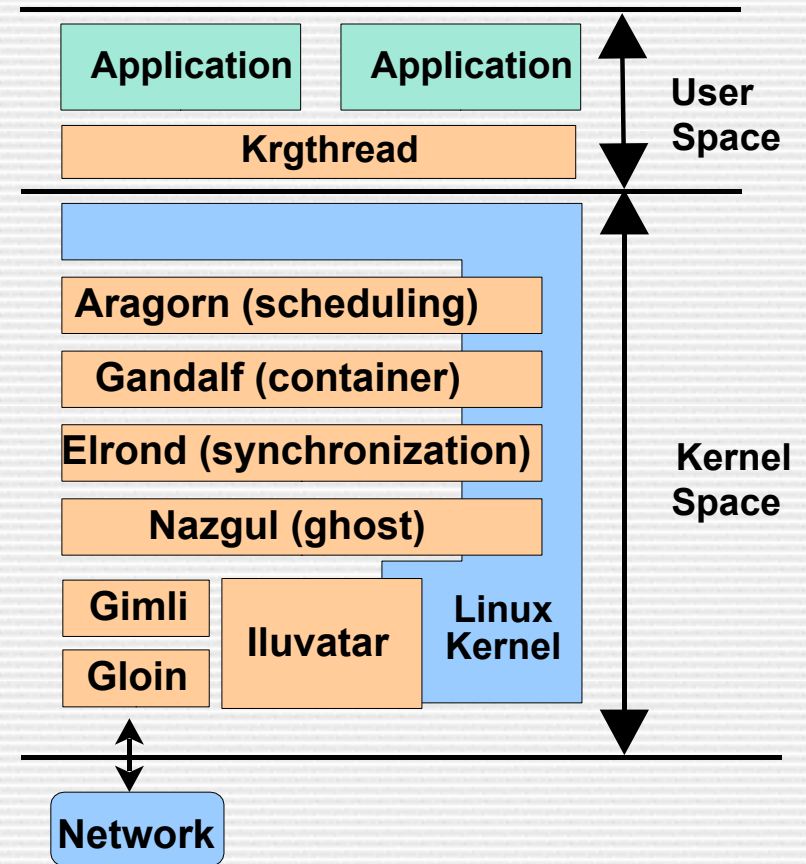 Application
Application
User
Space
Krgthread
Aragorn (scheduling)
Gandalf (container)
Elrond (synchronization)
Kernel
Space
Nazgul (ghost)
Gimli
Iluvatar
Linux
Kernel
Gloin
Network